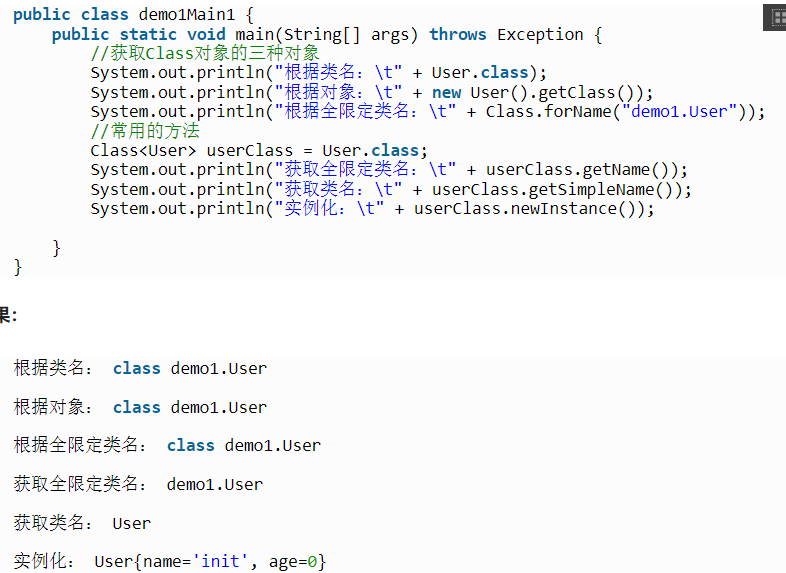 public class demo1Main1 {
public static void main(String[] args) throws Exception {
//获取Class对象的三种对象
System.out.println("根据类名：\t" + User.class);
System.out.println("根据对象：\t" + new User().getClass());
System.out.println("根据全限定类名：\t" + Class.forName("demo1.User"));
//常用的方法
Class<User> userClass = User.class;
System.out.println("获取全限定类名：\t" + userClass.getName());
System.out.println("获取类名：\t" + userClass.getSimpleName());
System.out.println("实例化：\t" + userClass.newInstance());
}
}
果:
根据类名： class demo1.User
根据对象： class demo1.User
根据全限定类名： class demo1.User
获取全限定类名： demo1.User
获取类名： User
实例化： User{name='init', age=0}